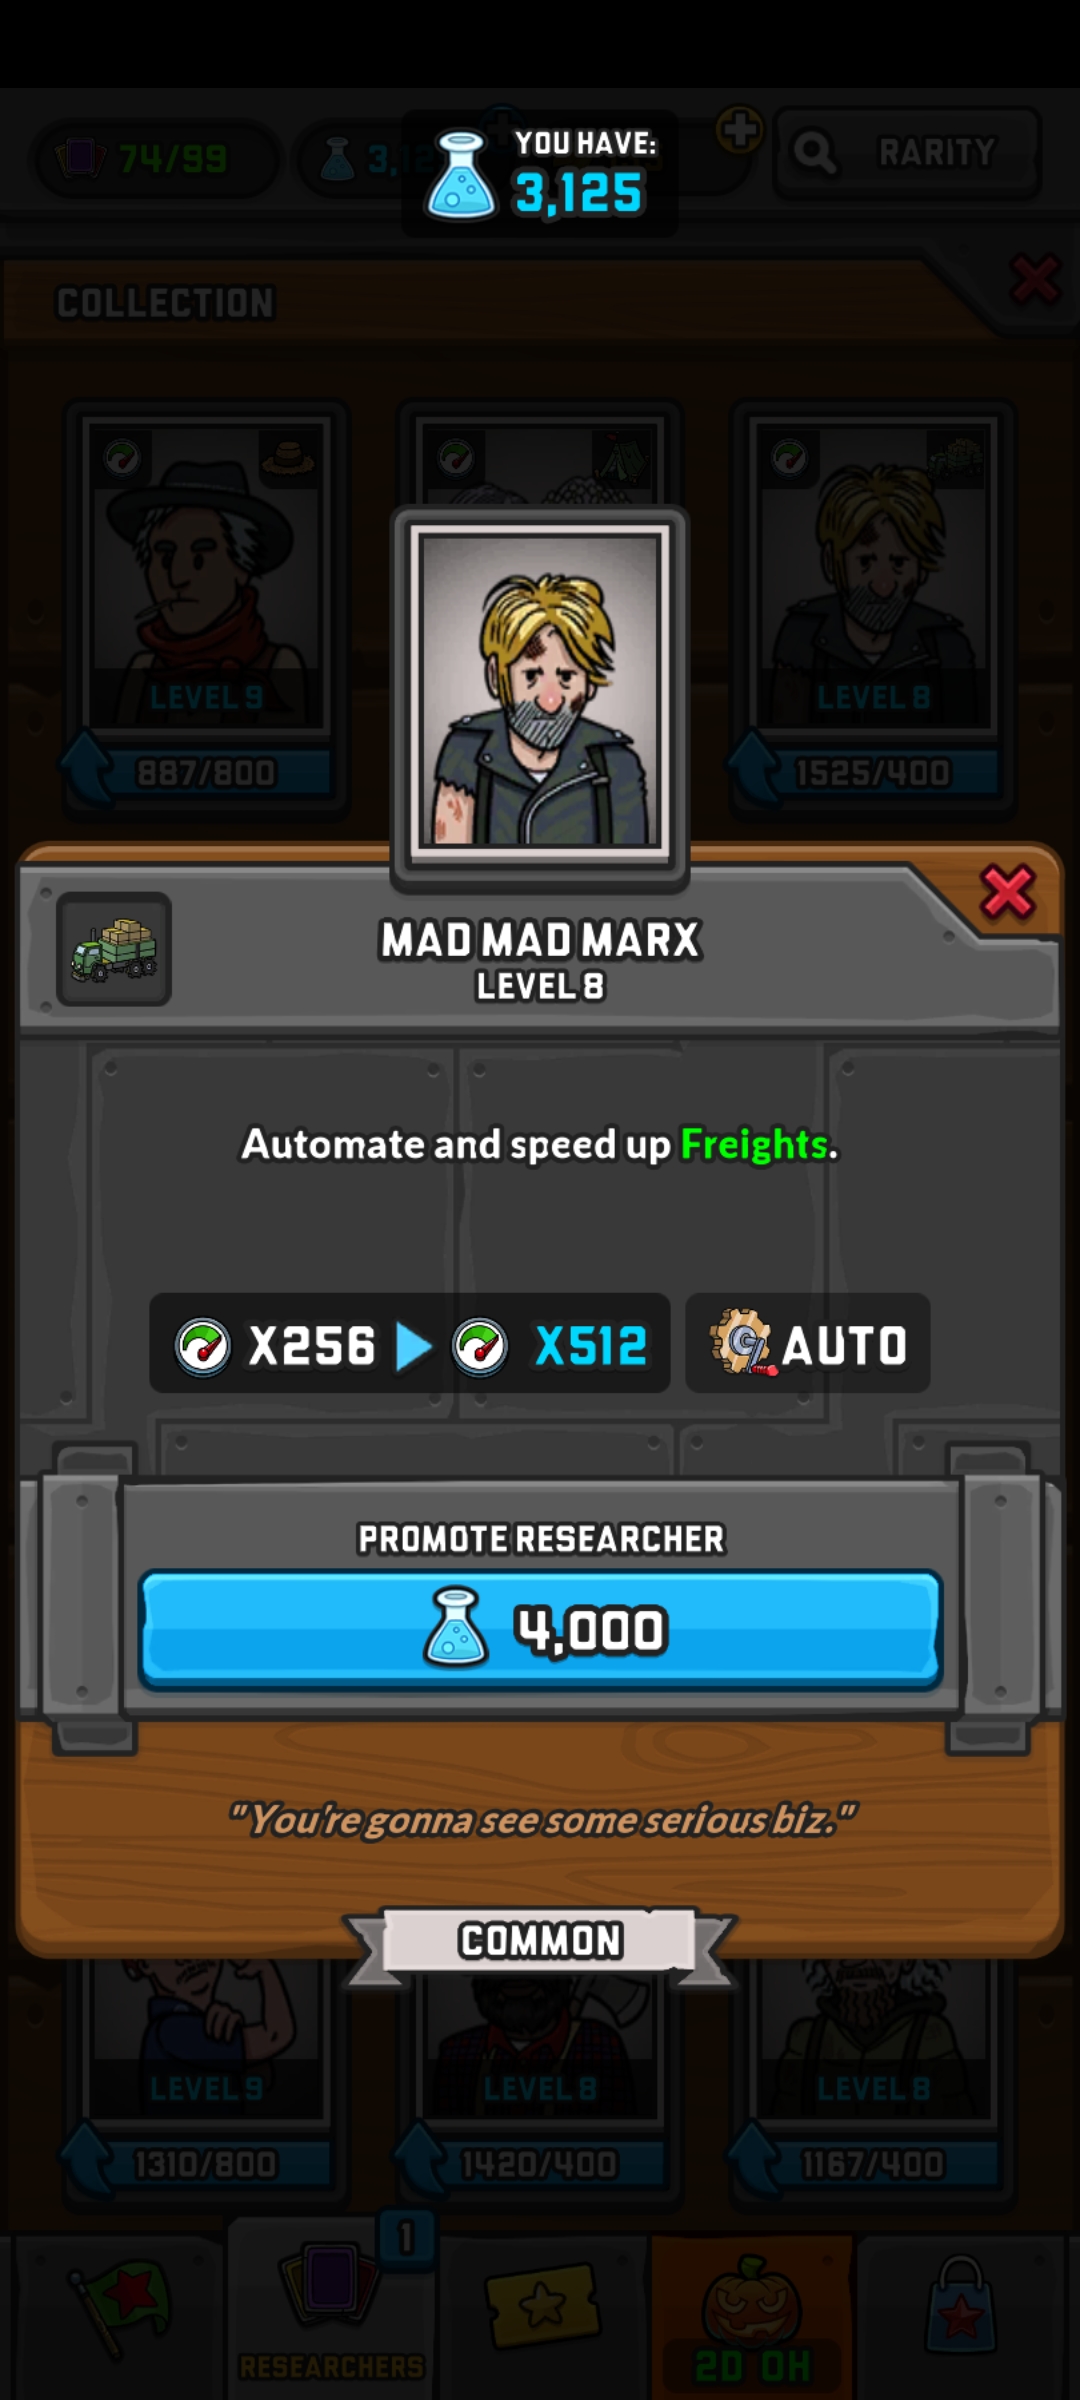 74/99
3,12
YOU HAVE:
3,125
RARITY
COLLECTION
LEVEL 9
LEVEL 8
887/800
1525/400
MAD MAD MARX
LEVEL 8
Automate and speed up Freights.
X256
X512
AUTO
PROMOTE RESEARCHER
4,000
"You're gonna see some serious biz."
COMMON
LEVEL 9
LEVEL 8
LEVEL 8
1310/800
1420/400
1167/400
1
RESEARCHERS
2D 0H